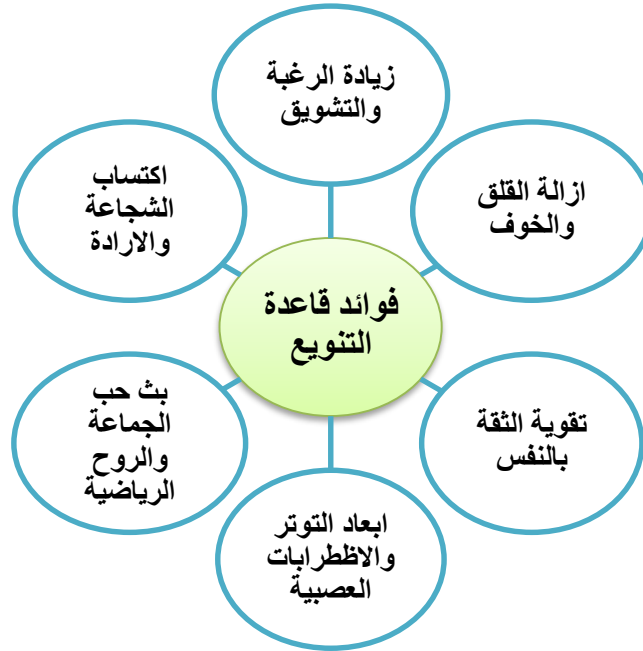 فوائد قاعدة
التنويع
زيادة الرغبة
والتشويق
ازالة القلق
والخوف
تقوية الثقة
بالنفس
ابعاد التوتر
والاظطرابات
العصبية
بث حب
الجماعة
والروح
الرياضية
اكتساب
الشجاعة
والارادة